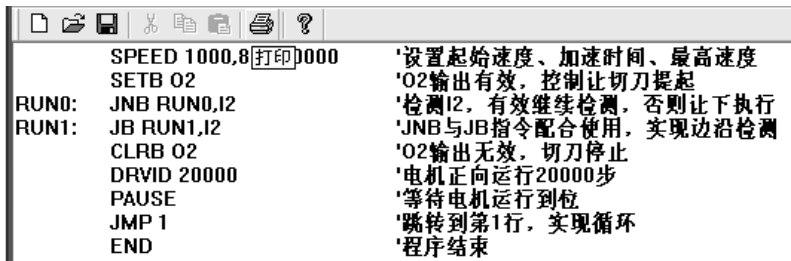 SPEED 1000,8 打印 0000 '设置起始速度、加速时间、最高速度
SETB O2 'O2输出有效，控制让切刀提起
RUN0: JNB RUN0,I2 '检测I2，有效继续检测，否则让下执行
RUN1: JB RUN1,I2 'JNB与JB指令配合使用，实现边沿检测
CLRB O2 'O2输出无效，切刀停止
DRVID 20000 '电机正向运行20000步
PAUSE '等待电机运行到位
JMP 1 '跳转到第1行，实现循环
END '程序结束